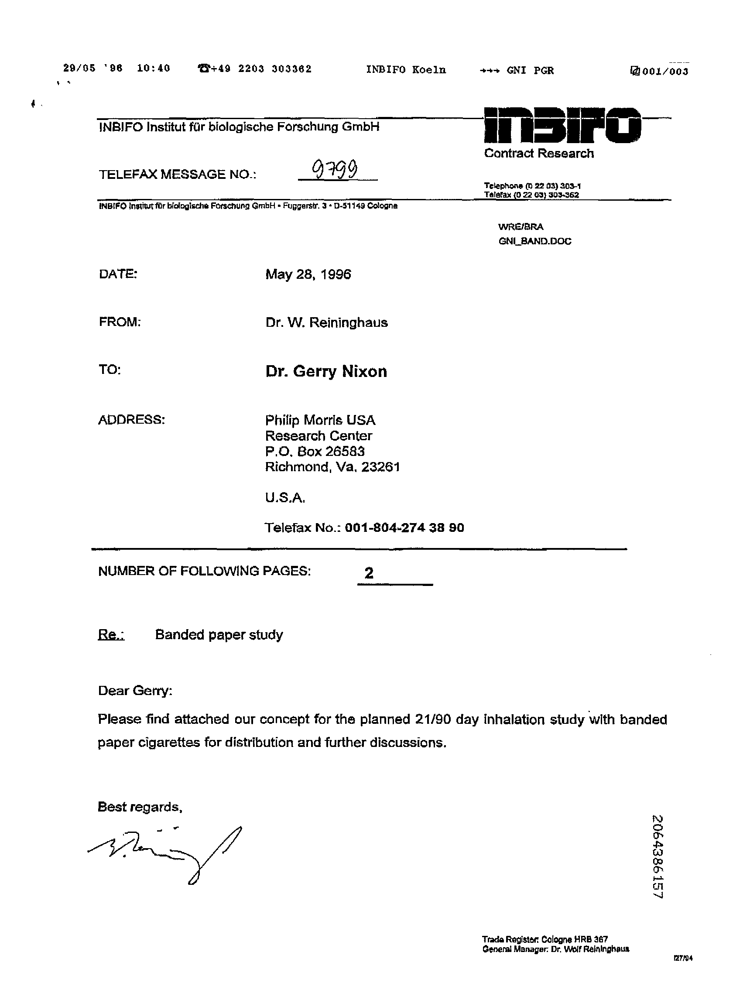 29/05 '96 10:40 ☎+49 2203 303362 INBIFO Koeln →→→ GNI PGR 001/003
INBIFO Institut für biologische Forschung GmbH
INBIFO
Contract Research
TELEFAX MESSAGE NO.: 9799
Telephone (0 22 03) 303-1
Telefax (0 22 03) 303-362
INBIFO Institut für biologische Forschung GmbH • Fuggerstr. 3 • D-51149 Cologne
WRE/BRA
GNI_BAND.DOC
DATE: May 28, 1996
FROM: Dr. W. Reininghaus
TO: Dr. Gerry Nixon
ADDRESS: Philip Morris USA
Research Center
P.O. Box 26583
Richmond, Va. 23261
U.S.A.
Telefax No.: 001-804-274 38 90
NUMBER OF FOLLOWING PAGES: 2
Re.: Banded paper study
Dear Gerry:
Please find attached our concept for the planned 21/90 day inhalation study with banded
paper cigarettes for distribution and further discussions.
Best regards,
2064386157
Trade Register: Cologne HRB 367
General Manager: Dr. Wolf Reininghaus